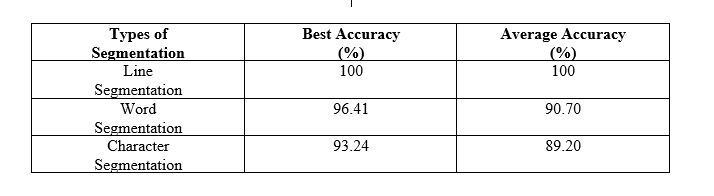 Types of Segmentation	Best Accuracy (%)	Average Accuracy (%)
Line Segmentation	100	100
Word Segmentation	96.41	90.70
Character Segmentation	93.24	89.20